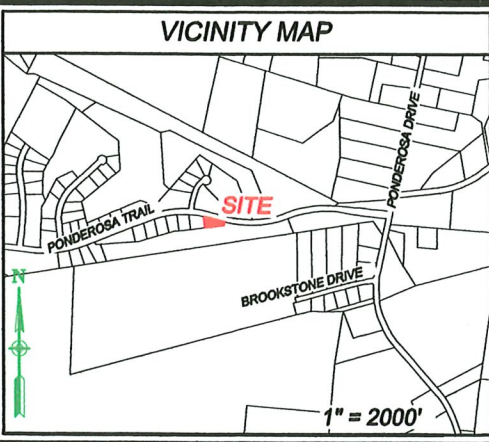 VICINITY MAP
PONDEROSA DRIVE
SITE
PONDEROSA TRAIL
BROOKSTONE DRIVE
N
1" = 2000'